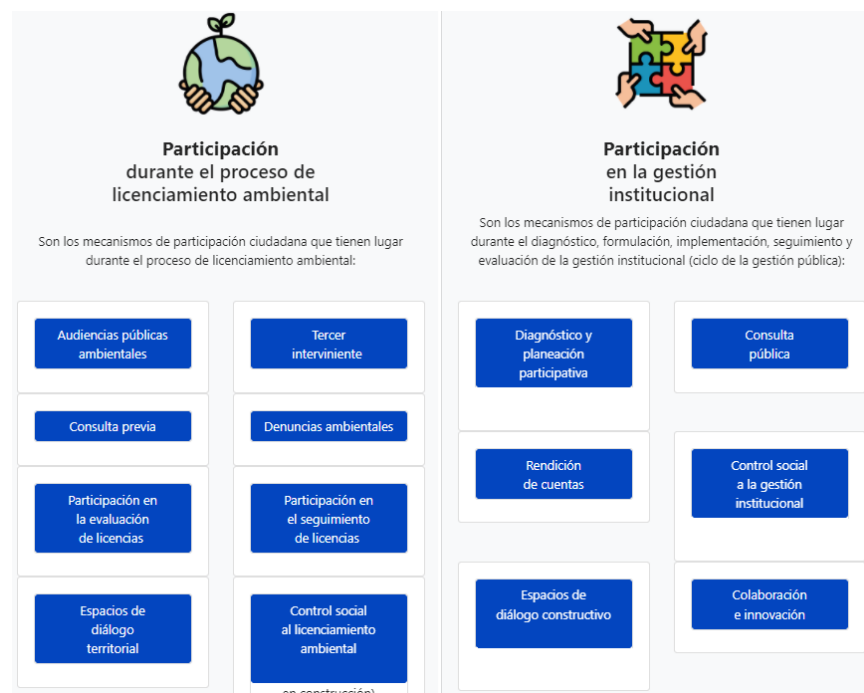 Participación
durante el proceso de
licenciamiento ambiental
Son los mecanismos de participación ciudadana que tienen lugar
durante el proceso de licenciamiento ambiental:
Audiencias públicas
ambientales
Tercer
interviniente
Consulta previa
Denuncias ambientales
Participación en
la evaluación
de licencias
Participación en
el seguimiento
de licencias
Espacios de
diálogo
territorial
Control social
al licenciamiento
ambiental
en construcción)
Participación
en la gestión
institucional
Son los mecanismos de participación ciudadana que tienen lugar
durante el diagnóstico, formulación, implementación, seguimiento y
evaluación de la gestión institucional (ciclo de la gestión pública):
Diagnóstico y
planeación
participativa
Consulta
pública
Rendición
de cuentas
Control social
a la gestión
institucional
Espacios de
diálogo constructivo
Colaboración
e innovación